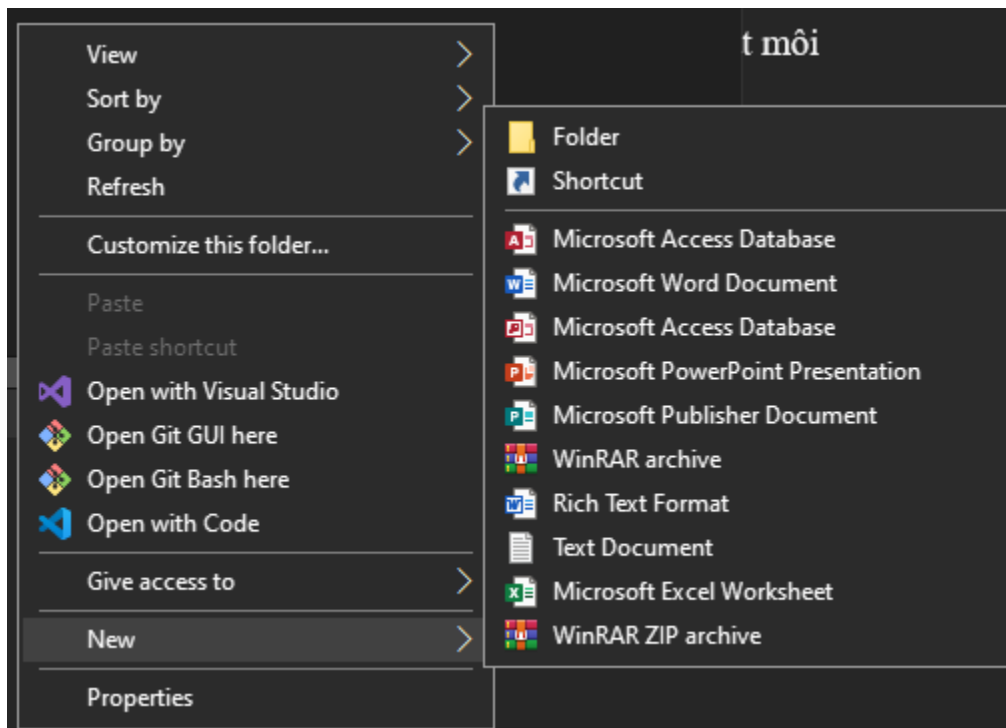 t môi
View
Sort by
Group by
Refresh
Customize this folder...
Paste
Paste shortcut
Open with Visual Studio
Open Git GUI here
Open Git Bash here
Open with Code
Give access to
New
Properties
Folder
Shortcut
Microsoft Access Database
Microsoft Word Document
Microsoft Access Database
Microsoft PowerPoint Presentation
Microsoft Publisher Document
WinRAR archive
Rich Text Format
Text Document
Microsoft Excel Worksheet
WinRAR ZIP archive